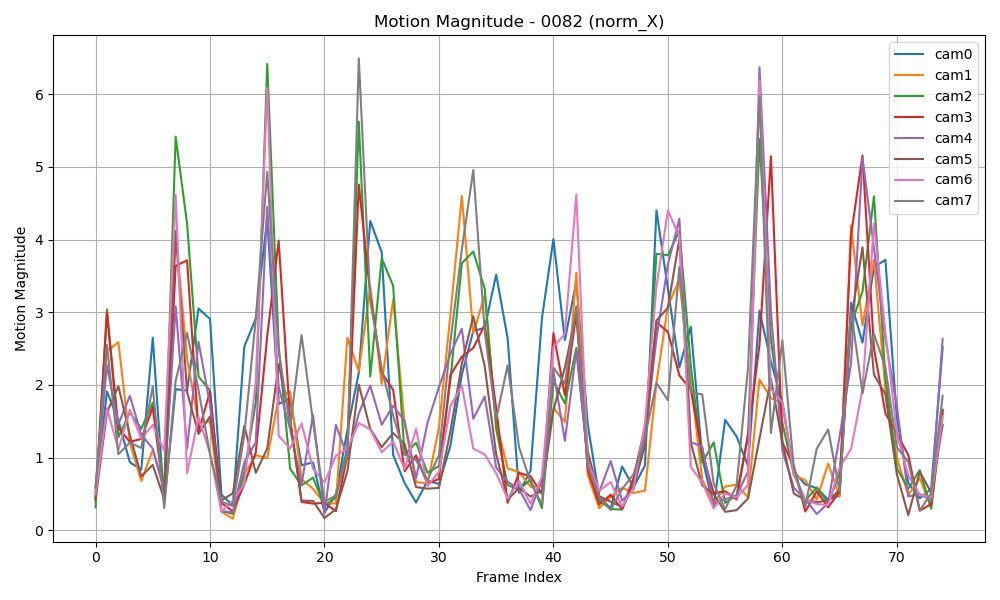 Motion Magnitude - 0082 (norm_X)
Motion Magnitude
6
5
4
3
2
1
0
0
10
20
30
40
50
60
70
Frame Index
cam0
cam1
cam2
cam3
cam4
cam5
cam6
cam7